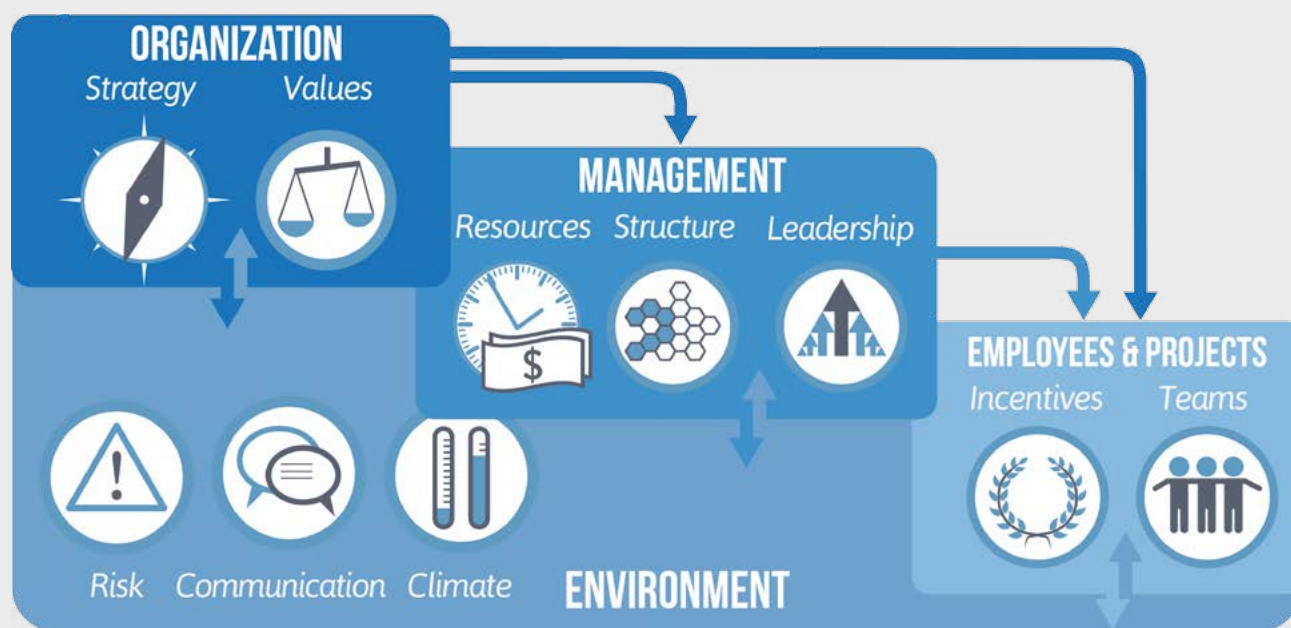 ORGANIZATION
Strategy Values
MANAGEMENT
Resources Structure Leadership
$
EMPLOYEES & PROJECTS
Incentives Teams
!
Risk Communication Climate
ENVIRONMENT